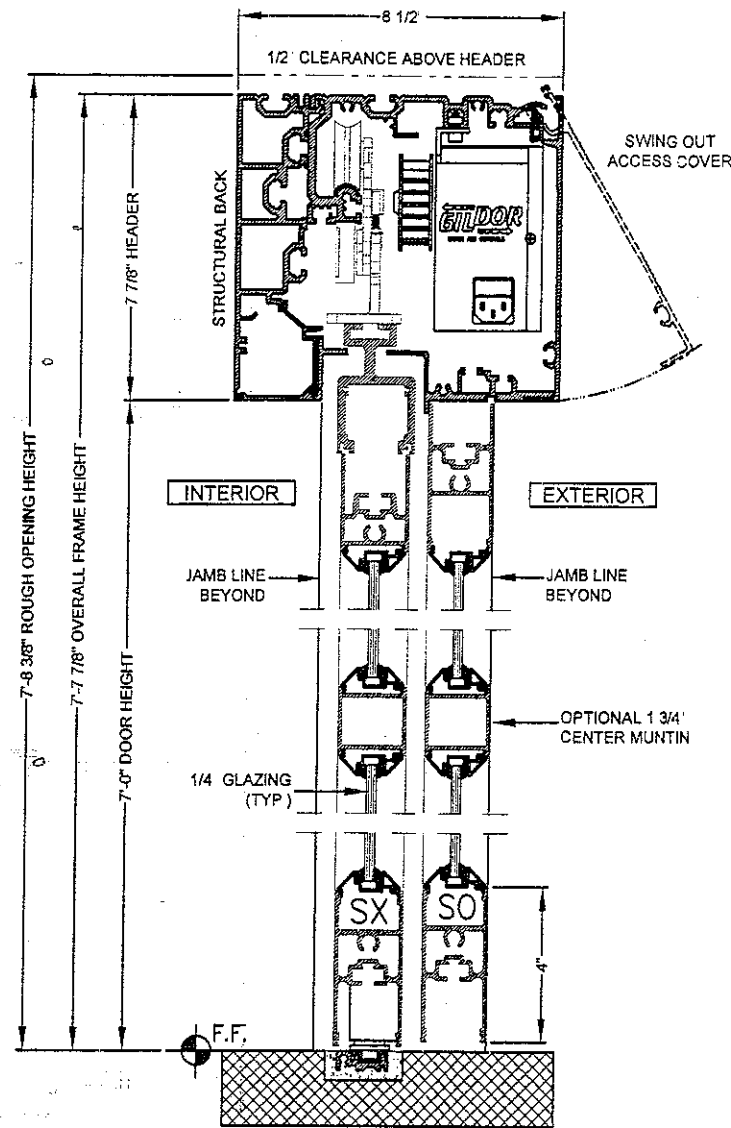 8 1/2"
1/2" CLEARANCE ABOVE HEADER
SWING OUT
ACCESS COVER
STRUCTURAL BACK
7 7/8" HEADER
GILDOR
7'-8 3/8" ROUGH OPENING HEIGHT
7'-7 7/8" OVERALL FRAME HEIGHT
7'-0" DOOR HEIGHT
INTERIOR
EXTERIOR
JAMB LINE
BEYOND
JAMB LINE
BEYOND
OPTIONAL 1 3/4"
CENTER MUNTIN
1/4 GLAZING
(TYP)
SX
SO
4"
F.F.